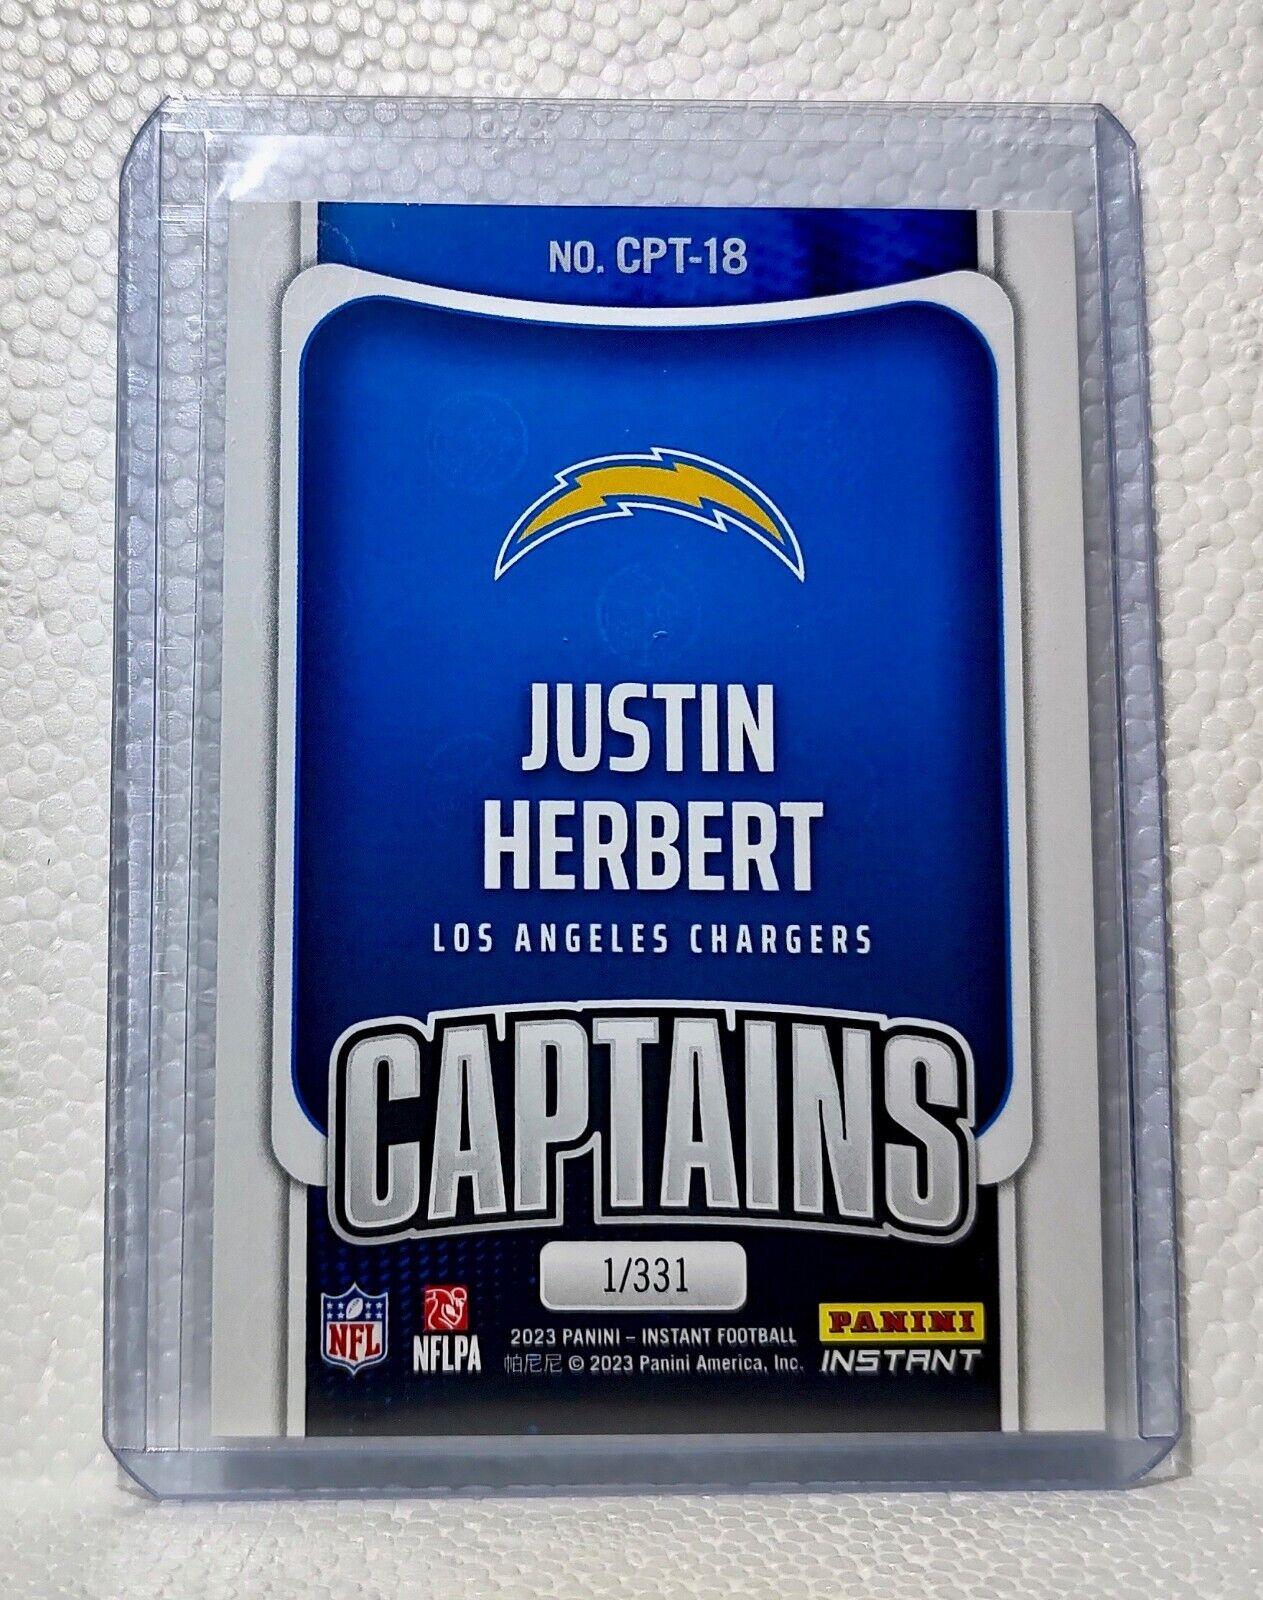 NO. CPT-18
JUSTIN
HERBERT
LOS ANGELES CHARGERS
CAPTAINS
1/331
NFL
NFLPA
2023 PANINI – INSTANT FOOTBALL
帕尼尼 © 2023 Panini America, Inc.
PANINI
INSTANT